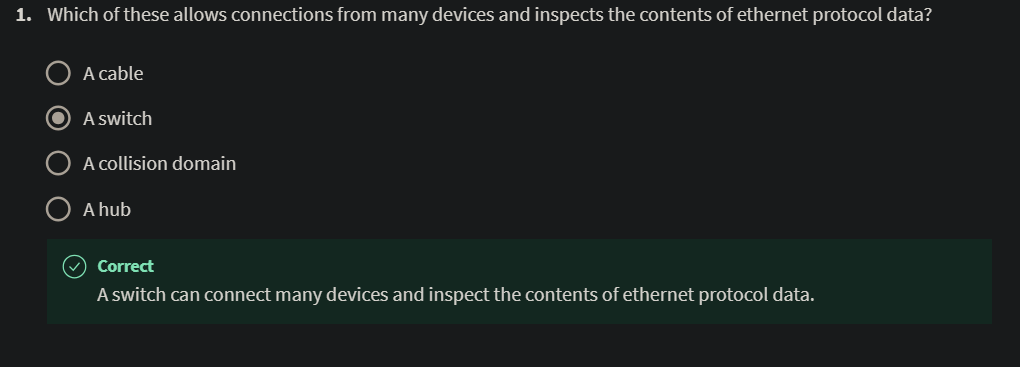 1. Which of these allows connections from many devices and inspects the contents of ethernet protocol data?
A cable
A switch
A collision domain
A hub
Correct
A switch can connect many devices and inspect the contents of ethernet protocol data.